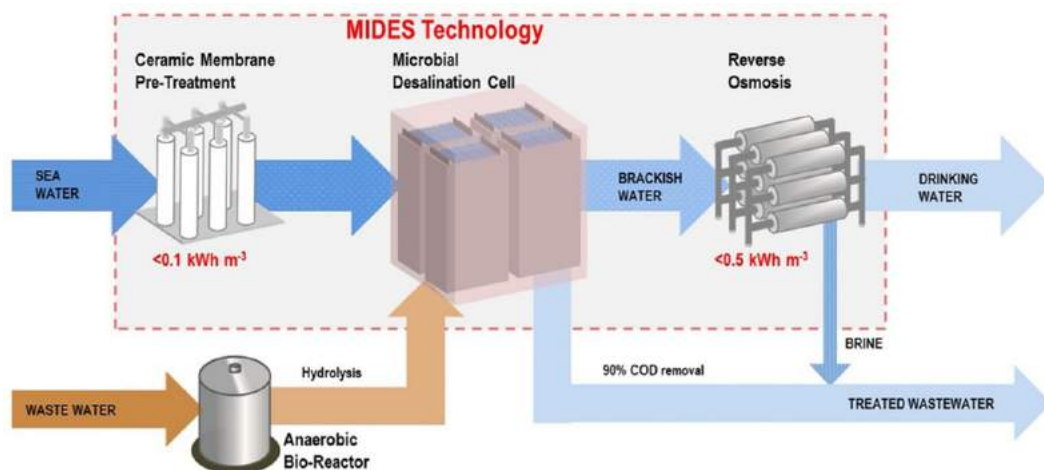 MIDES Technology
Ceramic Membrane
Pre-Treatment
Microbial
Desalination Cell
Reverse
Osmosis
SEA
WATER
BRACKISH
WATER
DRINKING
WATER
<0.1 kWh m⁻³
<0.5 kWh m⁻³
BRINE
Hydrolysis
90% COD removal
WASTE WATER
TREATED WASTEWATER
Anaerobic
Bio-Reactor